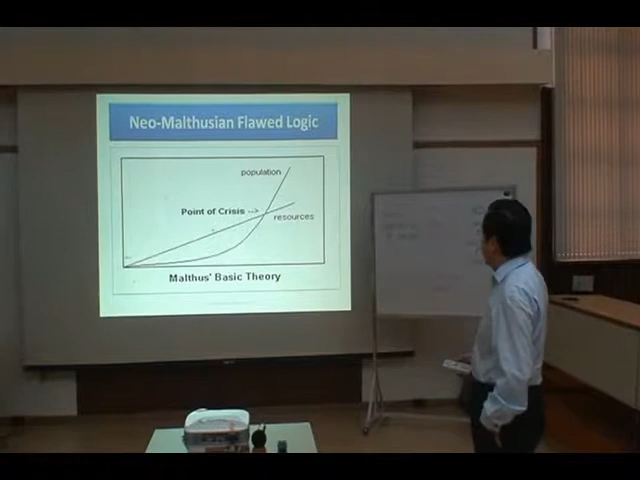 Neo-Malthusian Flawed Logic
population
Point of Crisis -->
resources
Malthus' Basic Theory